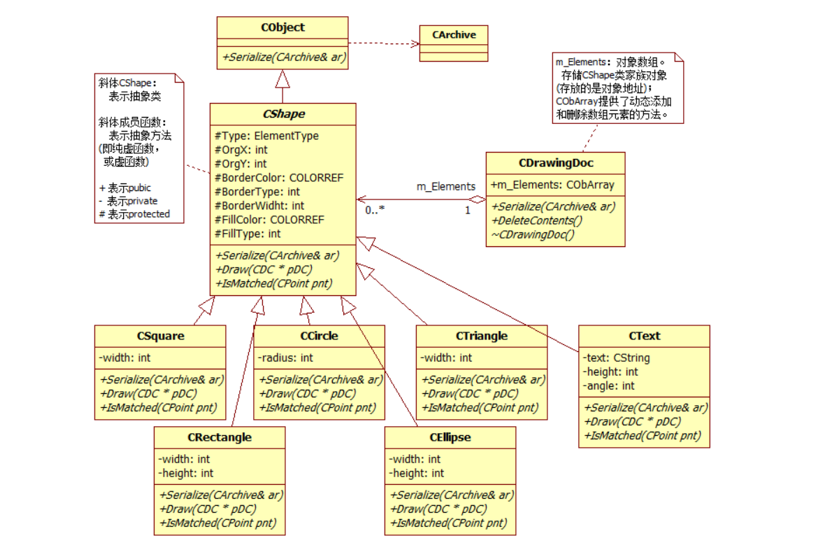 CObject
+Serialize(CArchive& ar)
CArchive
斜体CShape：
表示抽象类
斜体成员函数：
表示抽象方法
(即纯虚函数，
或虚函数)
+ 表示pubic
- 表示private
# 表示protected
CShape
#Type: ElementType
#OrgX: int
#OrgY: int
#BorderColor: COLORREF
#BorderType: int
#BorderWidht: int
#FillColor: COLORREF
#FillType: int
+Serialize(CArchive& ar)
+Draw(CDC * pDC)
+IsMatched(CPoint pnt)
m_Elements
0..*
1
m_Elements：对象数组。
存储CShape类家族对象
(存放的是对象地址)；
CObArray提供了动态添加
和删除数组元素的方法。
CDrawingDoc
+m_Elements: CObArray
+Serialize(CArchive& ar)
+DeleteContents()
~CDrawingDoc()
CSquare
-width: int
+Serialize(CArchive& ar)
+Draw(CDC * pDC)
+IsMatched(CPoint pnt)
CCircle
-radius: int
+Serialize(CArchive& ar)
+Draw(CDC * pDC)
+IsMatched(CPoint pnt)
CTriangle
-width: int
+Serialize(CArchive& ar)
+Draw(CDC * pDC)
+IsMatched(CPoint pnt)
CText
-text: CString
-height: int
-angle: int
+Serialize(CArchive& ar)
+Draw(CDC * pDC)
+IsMatched(CPoint pnt)
CRectangle
-width: int
-height: int
+Serialize(CArchive& ar)
+Draw(CDC * pDC)
+IsMatched(CPoint pnt)
CEllipse
-width: int
-height: int
+Serialize(CArchive& ar)
+Draw(CDC * pDC)
+IsMatched(CPoint pnt)